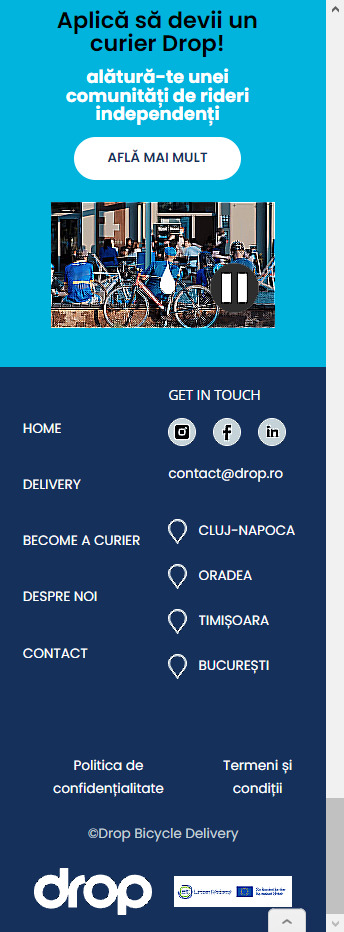 Aplică să devii un
curier Drop!
alătură-te unei
comunități de rideri
independenți
AFLĂ MAI MULT
GET IN TOUCH
HOME
DELIVERY
BECOME A CURIER
DESPRE NOI
CONTACT
contact@drop.ro
CLUJ-NAPOCA
ORADEA
TIMIȘOARA
BUCUREȘTI
Politica de
confidențialitate
Termeni și
condiții
©Drop Bicycle Delivery
drop